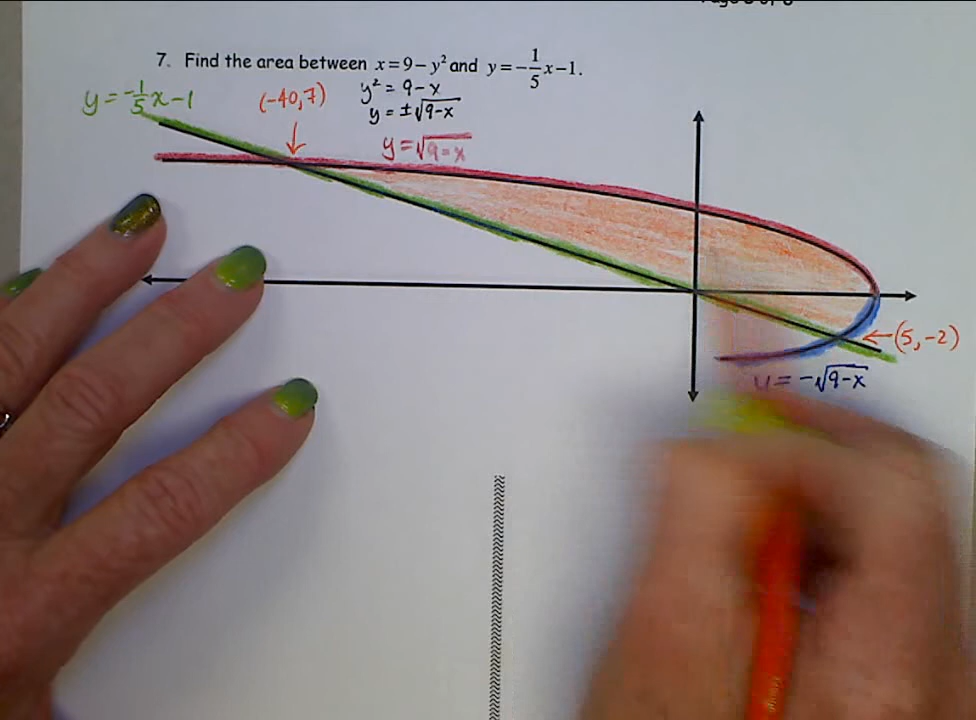 7. Find the area between x=9-y² and y=-1/5x-1.
y=-1/5x-1
(-40,7)
y² = 9-x
y = ±√9-x
y=√9-x
←(5,-2)
y = -√9-x